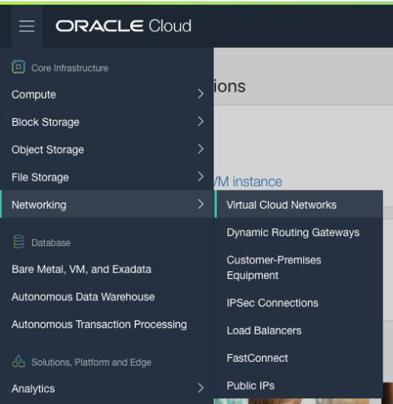 ORACLE Cloud
Core Infrastructure
ions
Compute
Block Storage
Object Storage
File Storage
VM instance
Networking
Virtual Cloud Networks
Dynamic Routing Gateways
Database
Customer-Premises
Equipment
Bare Metal, VM, and Exadata
Autonomous Data Warehouse
IPSec Connections
Autonomous Transaction Processing
Load Balancers
Solutions, Platform and Edge
FastConnect
Analytics
Public IPs